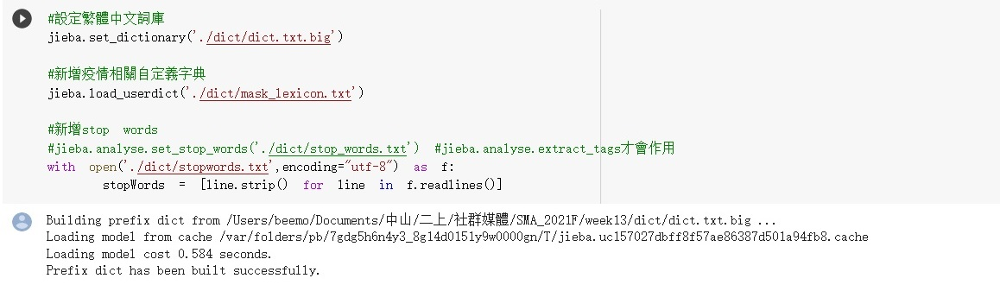 #設定繁體中文詞庫
jieba.set_dictionary('./dict/dict.txt.big')
#新增疫情相關自定義字典
jieba.load_userdict('./dict/mask_lexicon.txt')
#新增stop words
#jieba.analyse.set_stop_words('./dict/stop_words.txt') #jieba.analyse.extract_tags才會作用
with open('./dict/stopwords.txt',encoding="utf-8") as f:
stopWords = [line.strip() for line in f.readlines()]
Building prefix dict from /Users/beemo/Documents/中山/二上/社群媒體/SMA_2021F/week13/dict/dict.txt.big ...
Loading model from cache /var/folders/pb/7gdg5h6n4y3_8gl4d0151y9w0000gn/T/jieba.uc157027dbff8f57ae86387d501a94fb8.cache
Loading model cost 0.584 seconds.
Prefix dict has been built successfully.